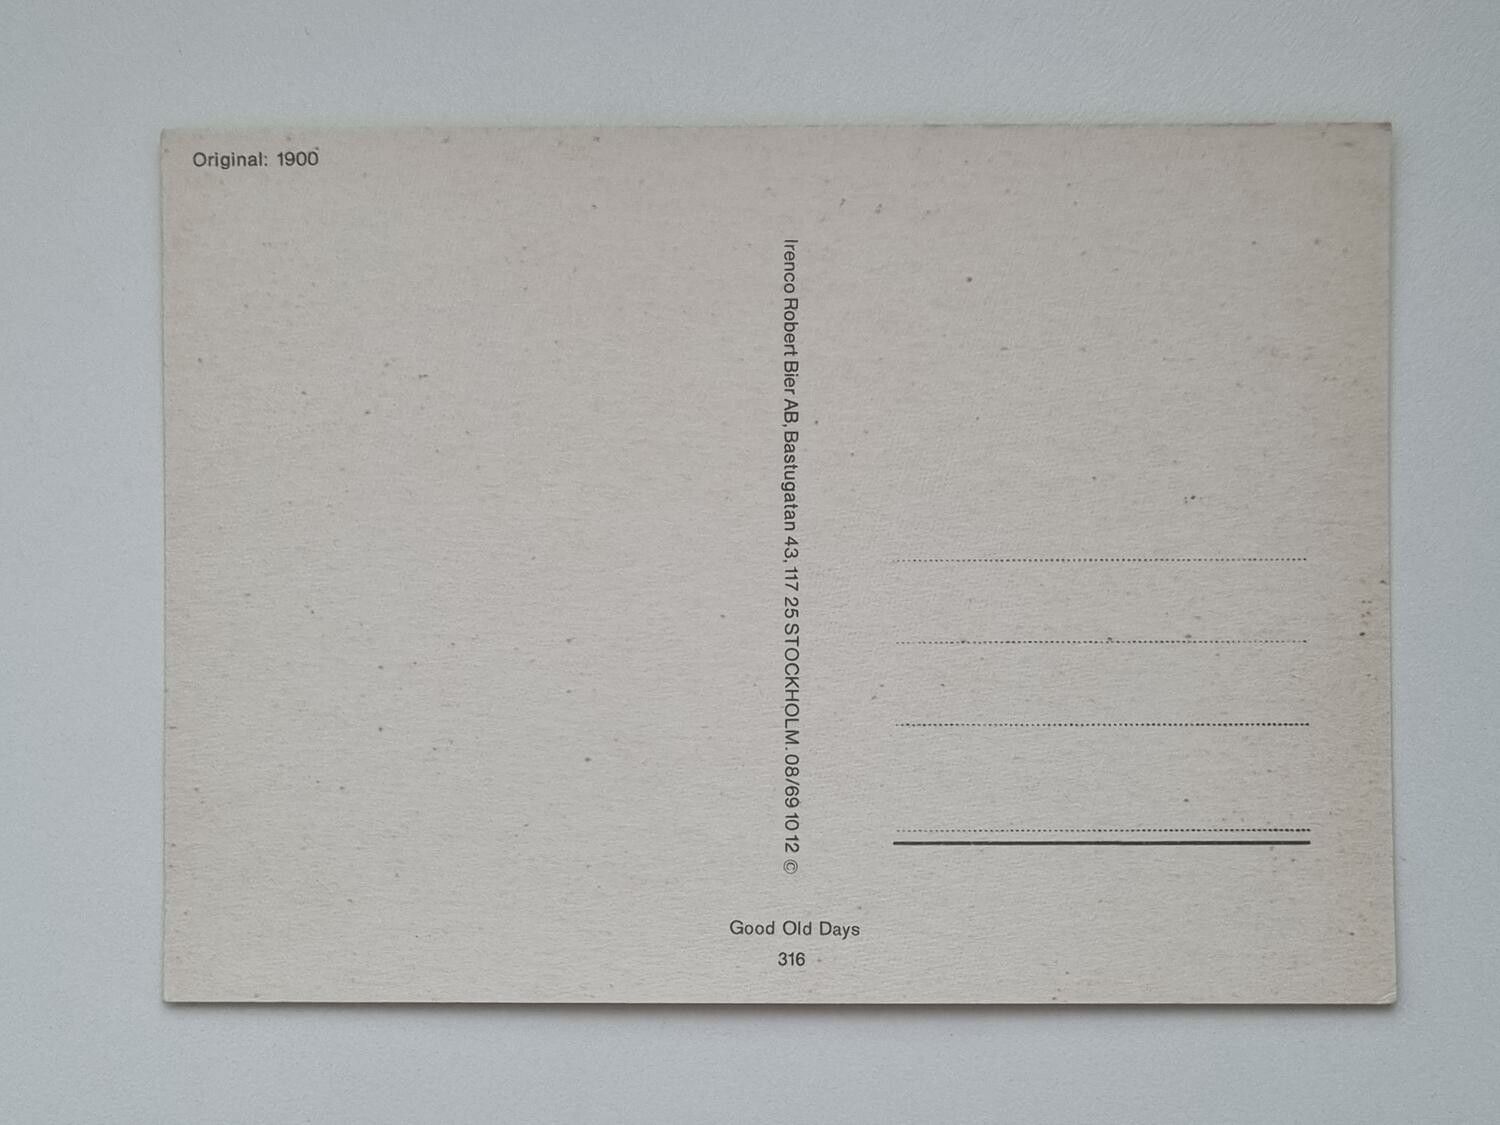 Original: 1900
Irenco Robert Bier AB, Bastugatan 43, 117 25 STOCKHOLM. 08/69 10 12 ©
Good Old Days
316